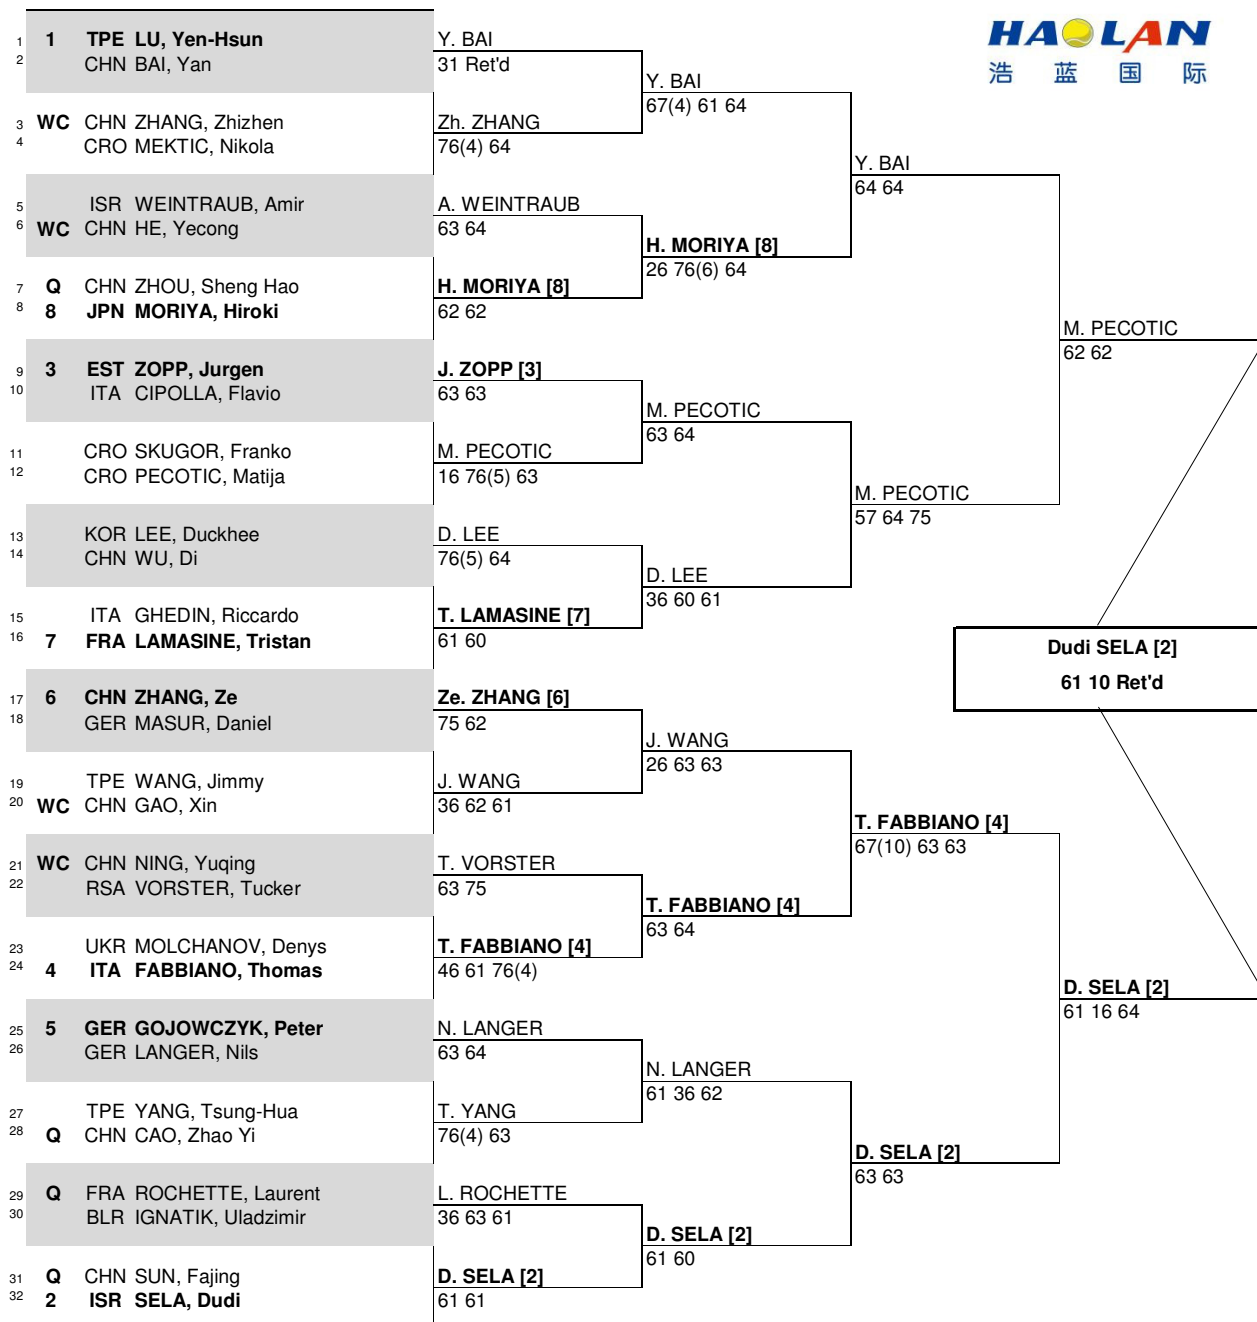 HAOLAN
浩蓝国际
1 1 TPE LU, Yen-Hsun
2 CHN BAI, Yan
3 WC CHN ZHANG, Zhizhen
4 CRO MEKTIC, Nikola
5 ISR WEINTRAUB, Amir
6 WC CHN HE, Yecong
7 Q CHN ZHOU, Sheng Hao
8 8 JPN MORIYA, Hiroki
9 3 EST ZOPP, Jurgen
10 ITA CIPOLLA, Flavio
11 CRO SKUGOR, Franko
12 CRO PECOTIC, Matija
13 KOR LEE, Duckhee
14 CHN WU, Di
15 ITA GHEDIN, Riccardo
16 7 FRA LAMASINE, Tristan
17 6 CHN ZHANG, Ze
18 GER MASUR, Daniel
19 TPE WANG, Jimmy
20 WC CHN GAO, Xin
21 WC CHN NING, Yuqing
22 RSA VORSTER, Tucker
23 UKR MOLCHANOV, Denys
24 4 ITA FABBIANO, Thomas
25 5 GER GOJOWCZYK, Peter
26 GER LANGER, Nils
27 TPE YANG, Tsung-Hua
28 Q CHN CAO, Zhao Yi
29 Q FRA ROCHETTE, Laurent
30 BLR IGNATIK, Uladzimir
31 Q CHN SUN, Fajing
32 2 ISR SELA, Dudi
Y. BAI
31 Ret'd
Zh. ZHANG
76(4) 64
A. WEINTRAUB
63 64
H. MORIYA [8]
62 62
J. ZOPP [3]
63 63
M. PECOTIC
16 76(5) 63
D. LEE
76(5) 64
T. LAMASINE [7]
61 60
Ze. ZHANG [6]
75 62
J. WANG
36 62 61
T. VORSTER
63 75
T. FABBIANO [4]
46 61 76(4)
N. LANGER
63 64
T. YANG
76(4) 63
L. ROCHETTE
36 63 61
D. SELA [2]
61 61
Y. BAI
67(4) 61 64
H. MORIYA [8]
26 76(6) 64
M. PECOTIC
63 64
D. LEE
36 60 61
J. WANG
26 63 63
T. FABBIANO [4]
63 64
N. LANGER
61 36 62
D. SELA [2]
61 60
Y. BAI
64 64
M. PECOTIC
57 64 75
T. FABBIANO [4]
67(10) 63 63
D. SELA [2]
63 63
M. PECOTIC
62 62
D. SELA [2]
61 16 64
Dudi SELA [2]
61 10 Ret'd